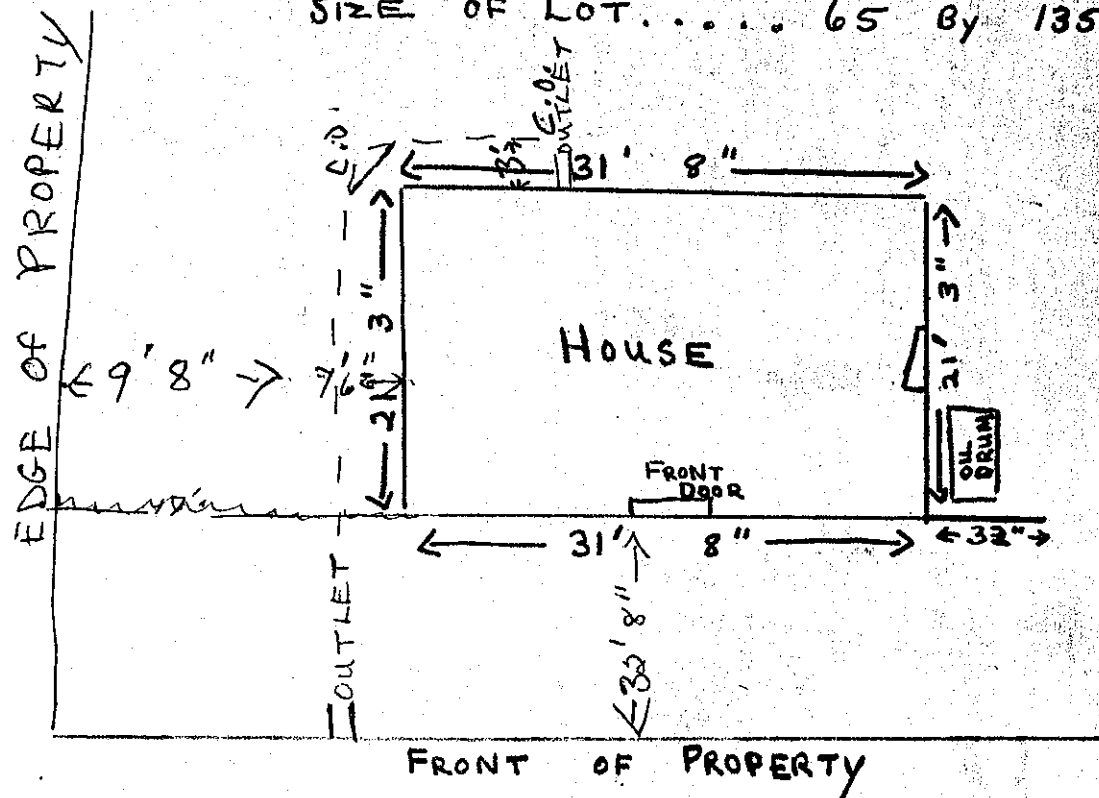 SIZE OF LOT..... 65 By 135
EDGE OF PROPERTY
C.O.
C.O. OUTLET
3'
31' 8"
21' 3"
9' 8"
7'6"
HOUSE
21' 3"
OIL
DRUM
FRONT
DOOR
31' 8"
32"
OUTLET
8"
FRONT OF PROPERTY